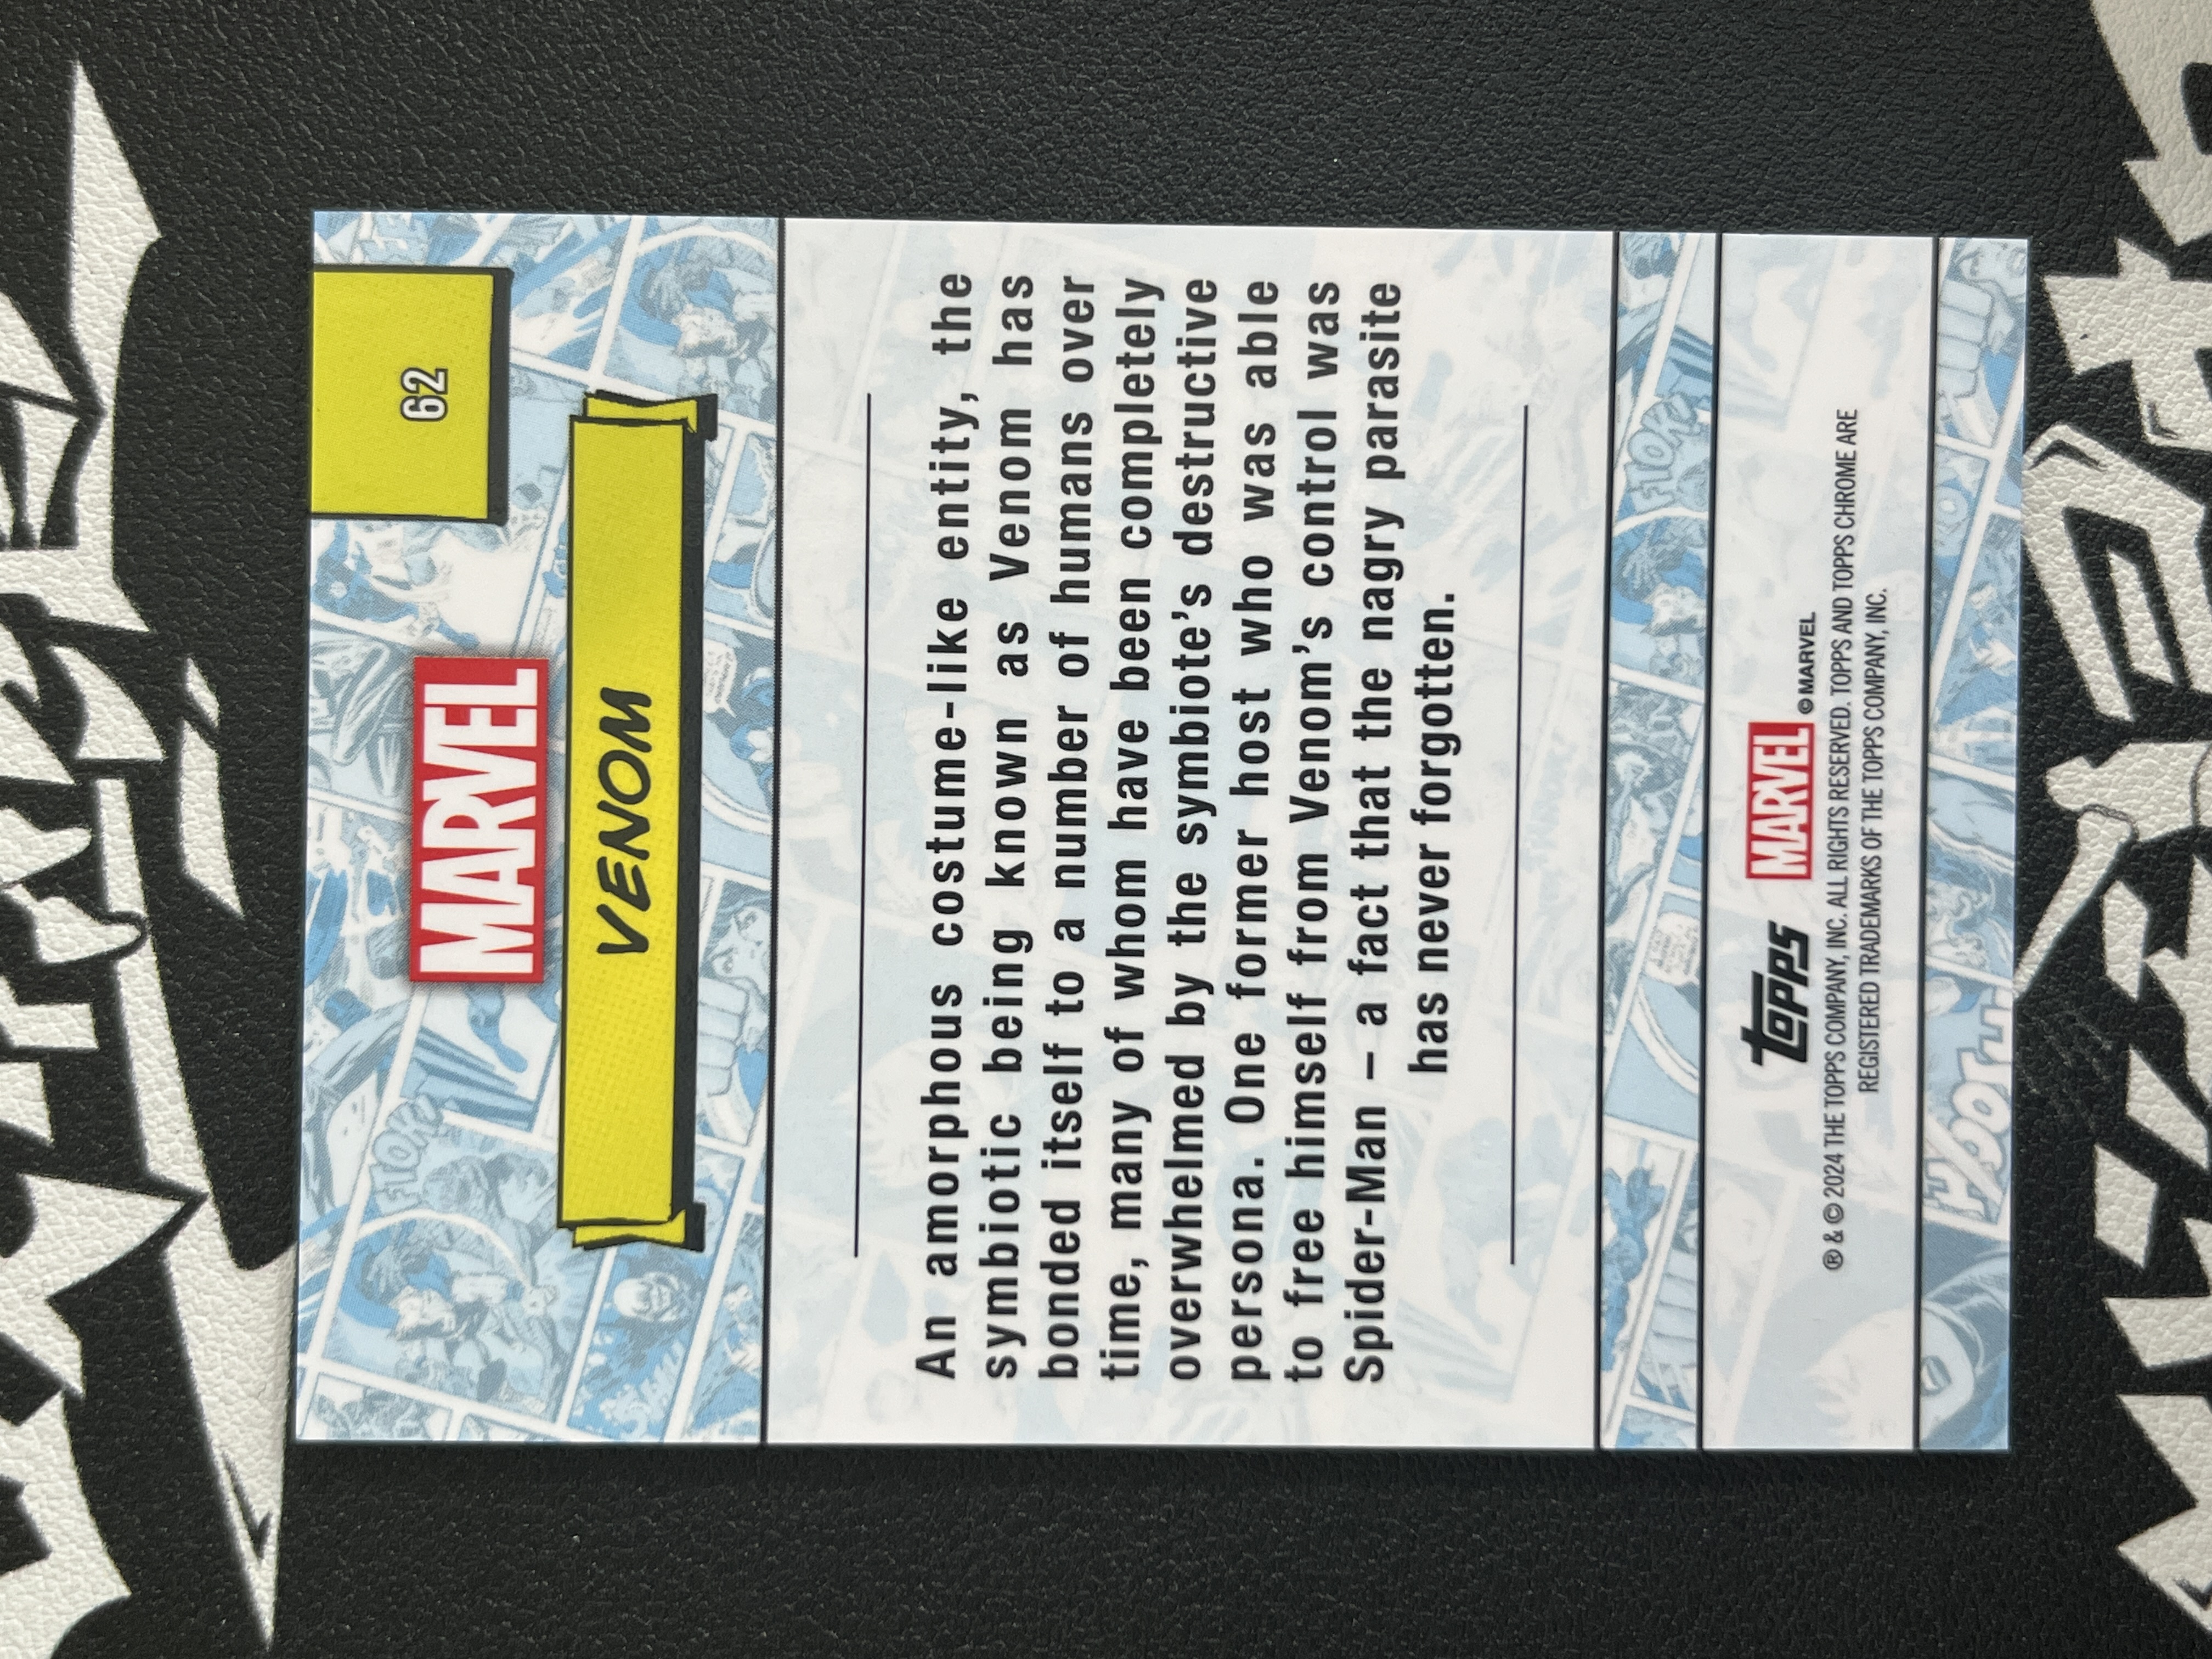 62
MARVEL
VENOM
An amorphous costume-like entity, the
symbiotic being known as Venom has
bonded itself to a number of humans over
time, many of whom have been completely
overwhelmed by the symbiote's destructive
persona. One former host who was able
to free himself from Venom's control was
Spider-Man – a fact that the nagry parasite
has never forgotten.
FLOK!
FLOK!
topps MARVEL © MARVEL
® & © 2024 THE TOPPS COMPANY, INC. ALL RIGHTS RESERVED. TOPPS AND TOPPS CHROME ARE
REGISTERED TRADEMARKS OF THE TOPPS COMPANY, INC.